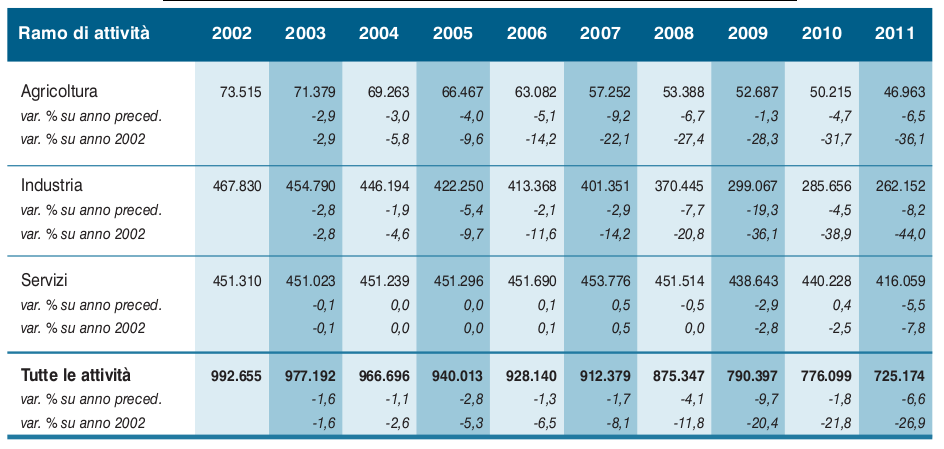 Ramo di attività 2002 2003 2004 2005 2006 2007 2008 2009 2010 2011
Agricoltura 73.515 71.379 69.263 66.467 63.082 57.252 53.388 52.687 50.215 46.963
var. % su anno preced. -2,9 -3,0 -4,0 -5,1 -9,2 -6,7 -1,3 -4,7 -6,5
var. % su anno 2002 -2,9 -5,8 -9,6 -14,2 -22,1 -27,4 -28,3 -31,7 -36,1
Industria 467.830 454.790 446.194 422.250 413.368 401.351 370.445 299.067 285.656 262.152
var. % su anno preced. -2,8 -1,9 -5,4 -2,1 -2,9 -7,7 -19,3 -4,5 -8,2
var. % su anno 2002 -2,8 -4,6 -9,7 -11,6 -14,2 -20,8 -36,1 -38,9 -44,0
Servizi 451.310 451.023 451.239 451.296 451.690 453.776 451.514 438.643 440.228 416.059
var. % su anno preced. -0,1 0,0 0,0 0,1 0,5 -0,5 -2,9 0,4 -5,5
var. % su anno 2002 -0,1 0,0 0,0 0,1 0,5 0,0 -2,8 -2,5 -7,8
Tutte le attività 992.655 977.192 966.696 940.013 928.140 912.379 875.347 790.397 776.099 725.174
var. % su anno preced. -1,6 -1,1 -2,8 -1,3 -1,7 -4,1 -9,7 -1,8 -6,6
var. % su anno 2002 -1,6 -2,6 -5,3 -6,5 -8,1 -11,8 -20,4 -21,8 -26,9